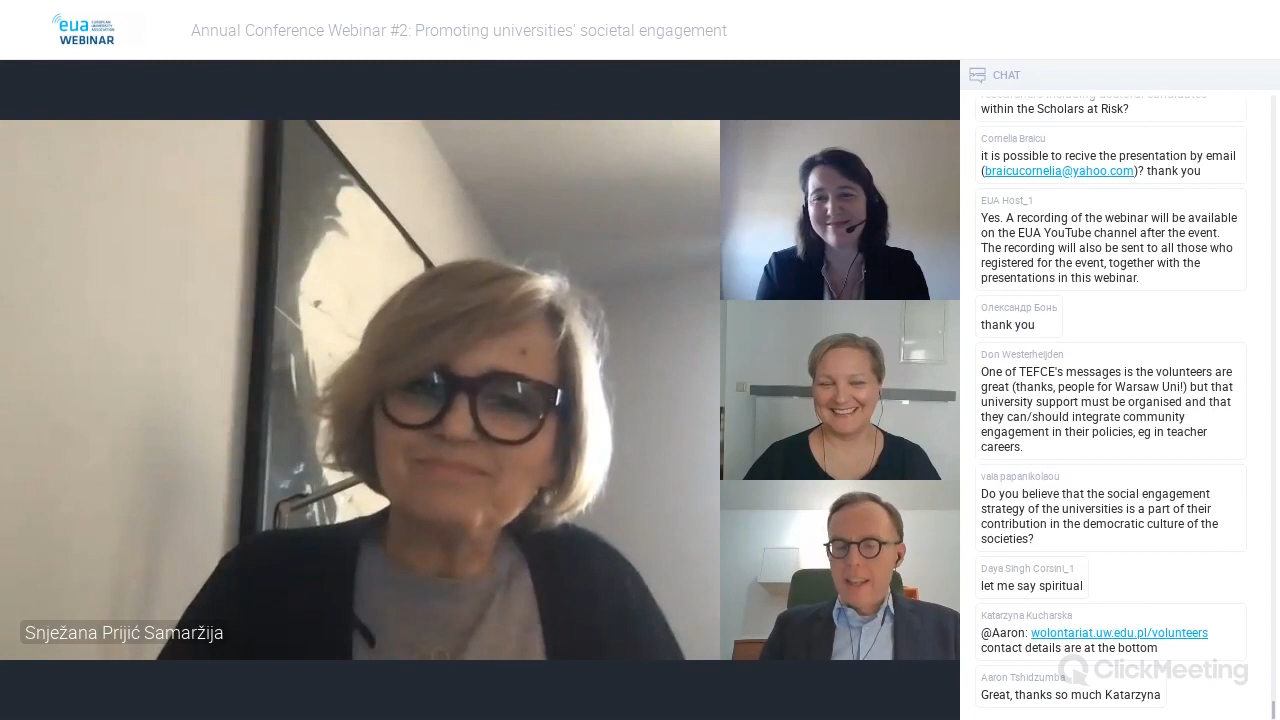 eua EUROPEAN UNIVERSITY ASSOCIATION
WEBINAR
Annual Conference Webinar #2: Promoting universities' societal engagement
CHAT
within the Scholars at Risk?
Cornelia Braicu
it is possible to recive the presentation by email
(braicucornelia@yahoo.com)? thank you
EUA Host_1
Yes. A recording of the webinar will be available
on the EUA YouTube channel after the event.
The recording will also be sent to all those who
registered for the event, together with the
presentations in this webinar.
Олександр Бонь
thank you
Don Westerheijden
One of TEFCE's messages is the volunteers are
great (thanks, people for Warsaw Uni!) but that
university support must be organised and that
they can/should integrate community
engagement in their policies, eg in teacher
careers.
vaia papanikolaou
Do you believe that the social engagement
strategy of the universities is a part of their
contribution in the democratic culture of the
societies?
Daya Singh Corsini_1
let me say spiritual
Katarzyna Kucharska
@Aaron: wolontariat.uw.edu.pl/volunteers
contact details are at the bottom
Aaron Tshidzumba
Great, thanks so much Katarzyna
ClickMeeting
Snježana Prijić Samaržija